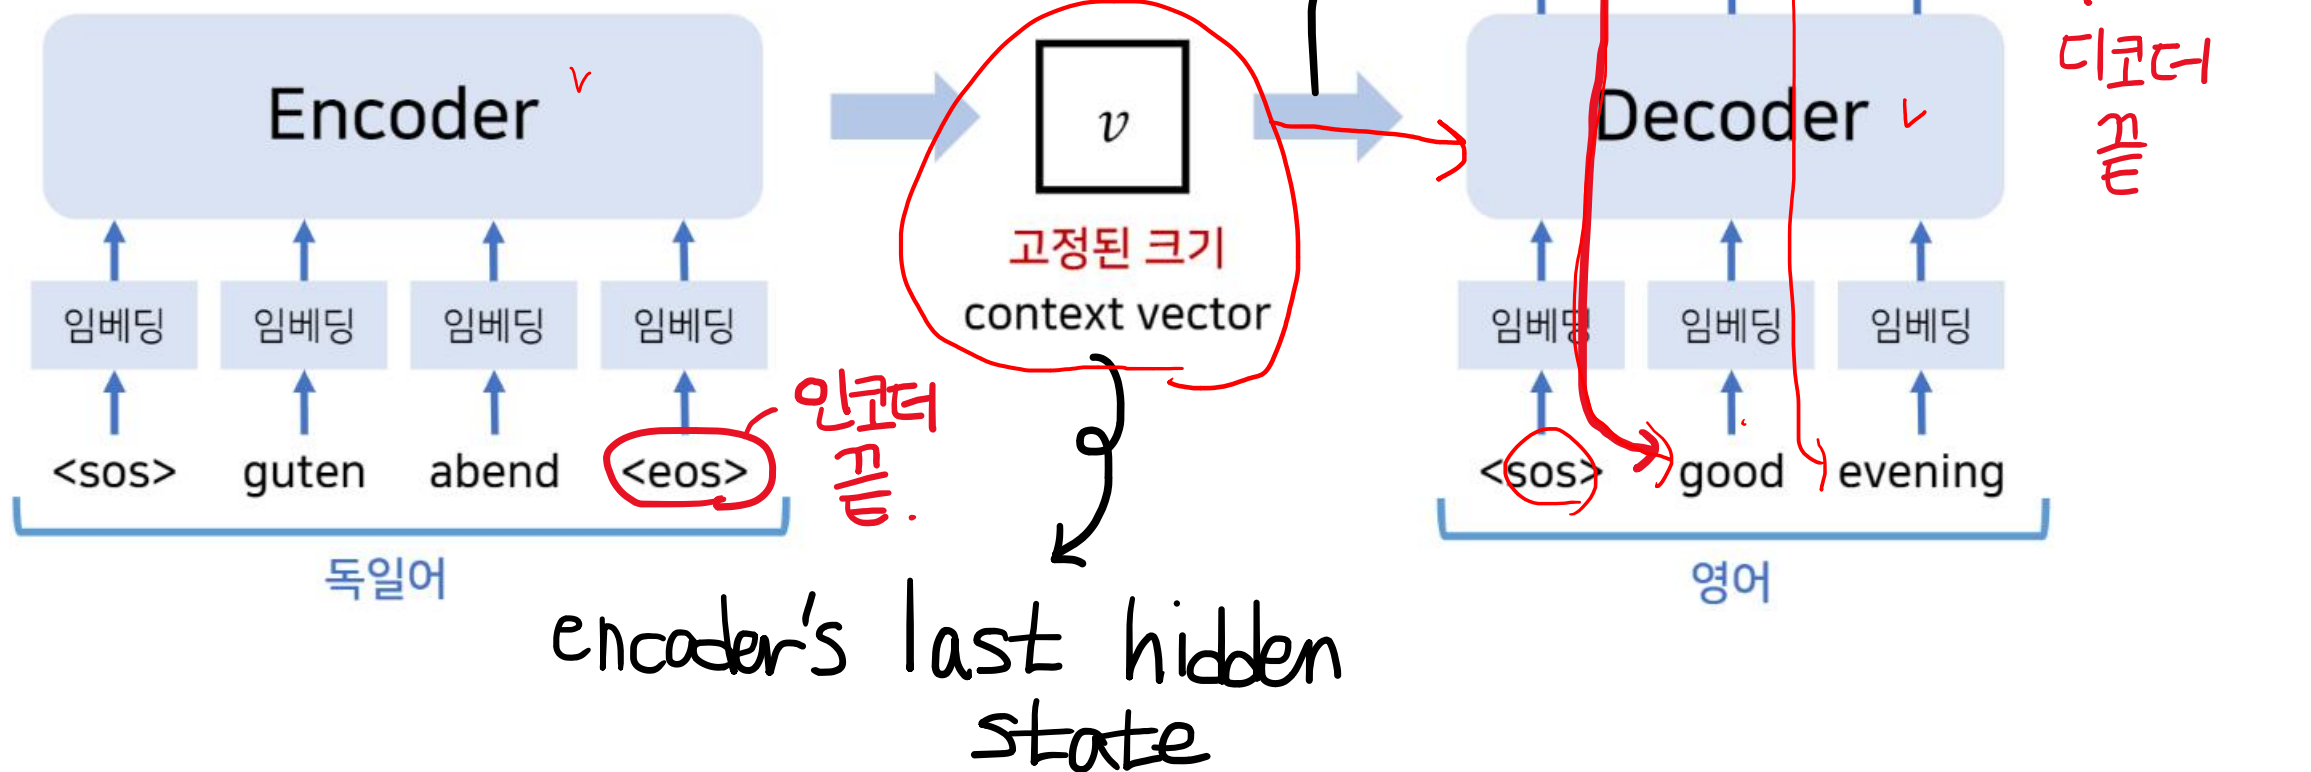 Encoder
v
고정된 크기
context vector
Decoder
디코더
끝
임베딩 임베딩 임베딩 임베딩
임베딩 임베딩 임베딩
인코더
끝.
<sos> guten abend <eos>
<sos> good evening
독일어
영어
encoder's last hidden
state